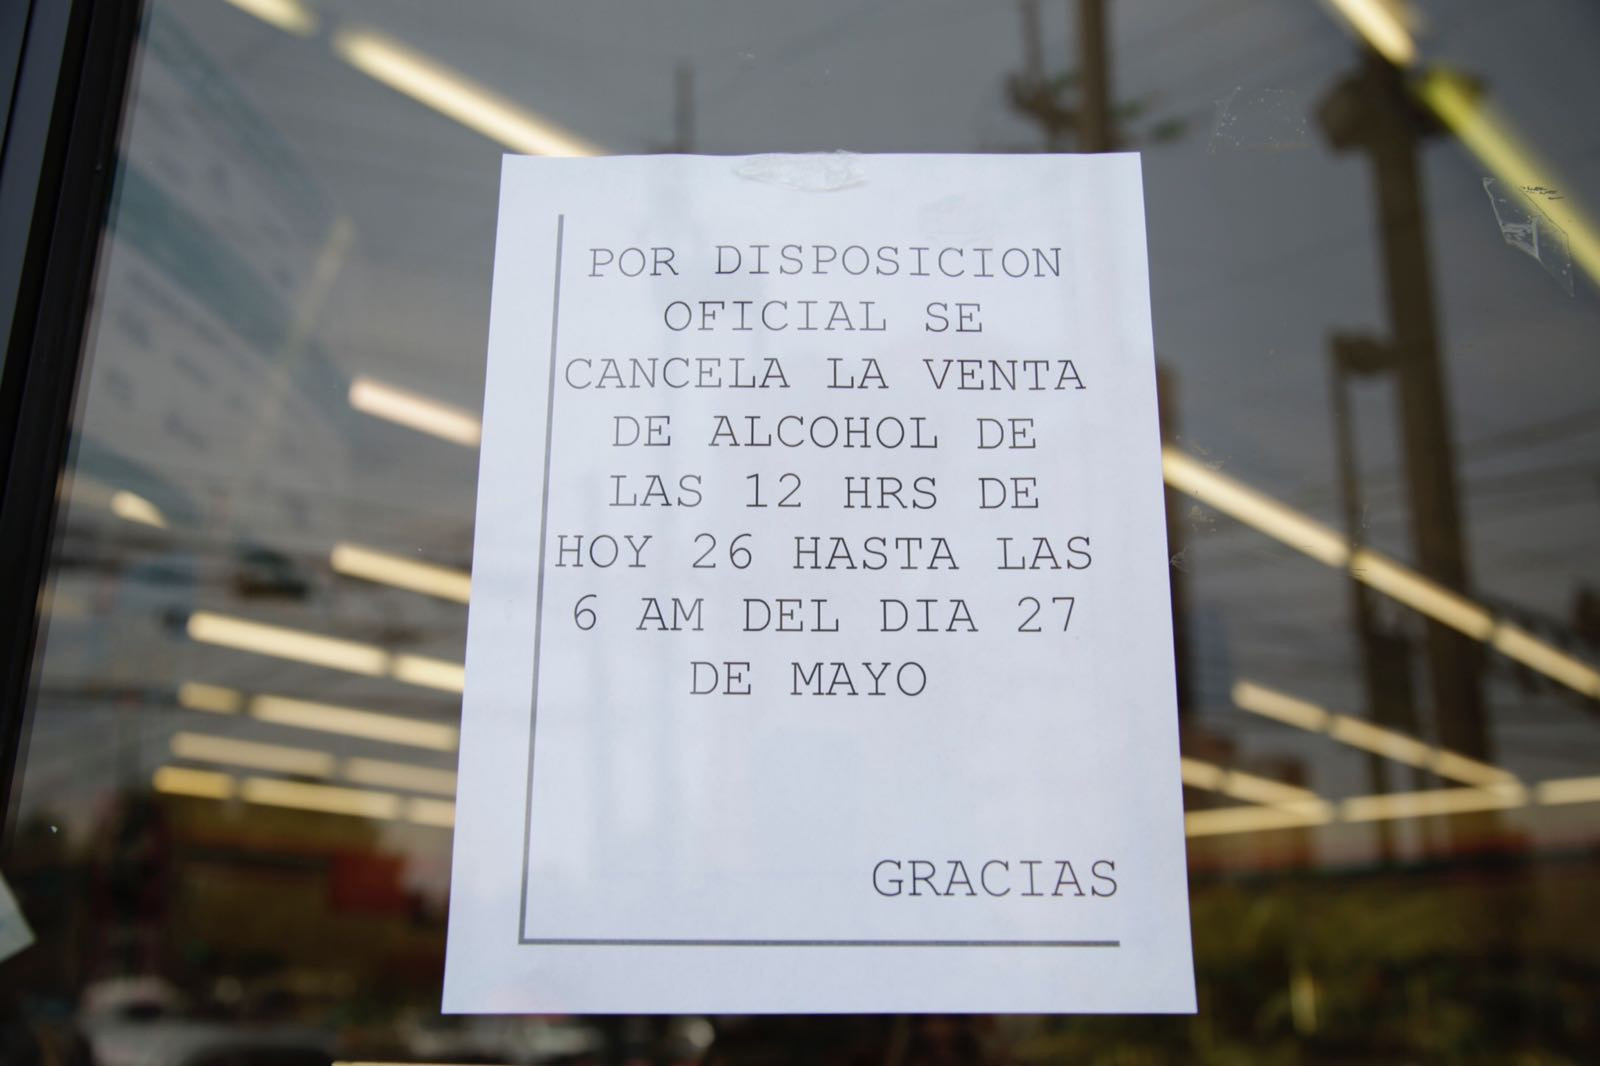 POR DISPOSICION
OFICIAL SE
CANCELA LA VENTA
DE ALCOHOL DE
LAS 12 HRS DE
HOY 26 HASTA LAS
6 AM DEL DIA 27
DE MAYO
GRACIAS